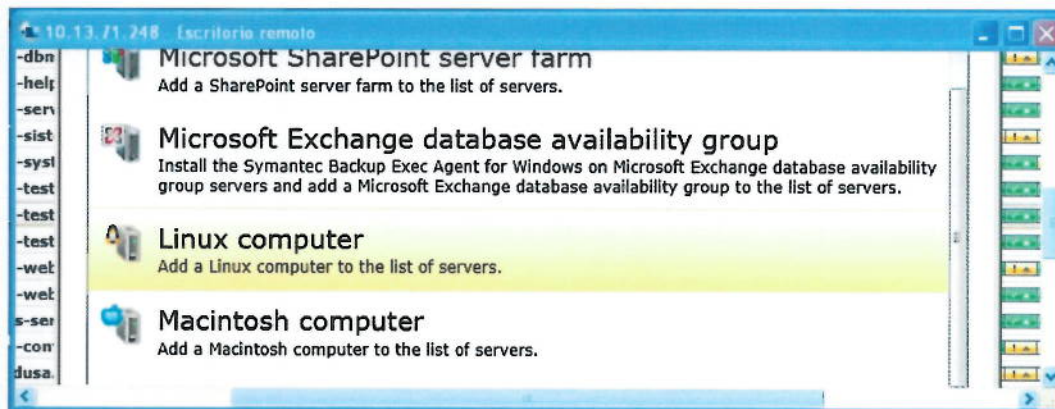 10.13.71.248 Escritorio remoto
Microsoft SharePoint server farm
Add a SharePoint server farm to the list of servers.
Microsoft Exchange database availability group
Install the Symantec Backup Exec Agent for Windows on Microsoft Exchange database availability
group servers and add a Microsoft Exchange database availability group to the list of servers.
Linux computer
Add a Linux computer to the list of servers.
Macintosh computer
Add a Macintosh computer to the list of servers.
-dbn
-help
-serv
-sist
-syst
-test
-test
-test
-web
-web
s-ser
-con
dusa.